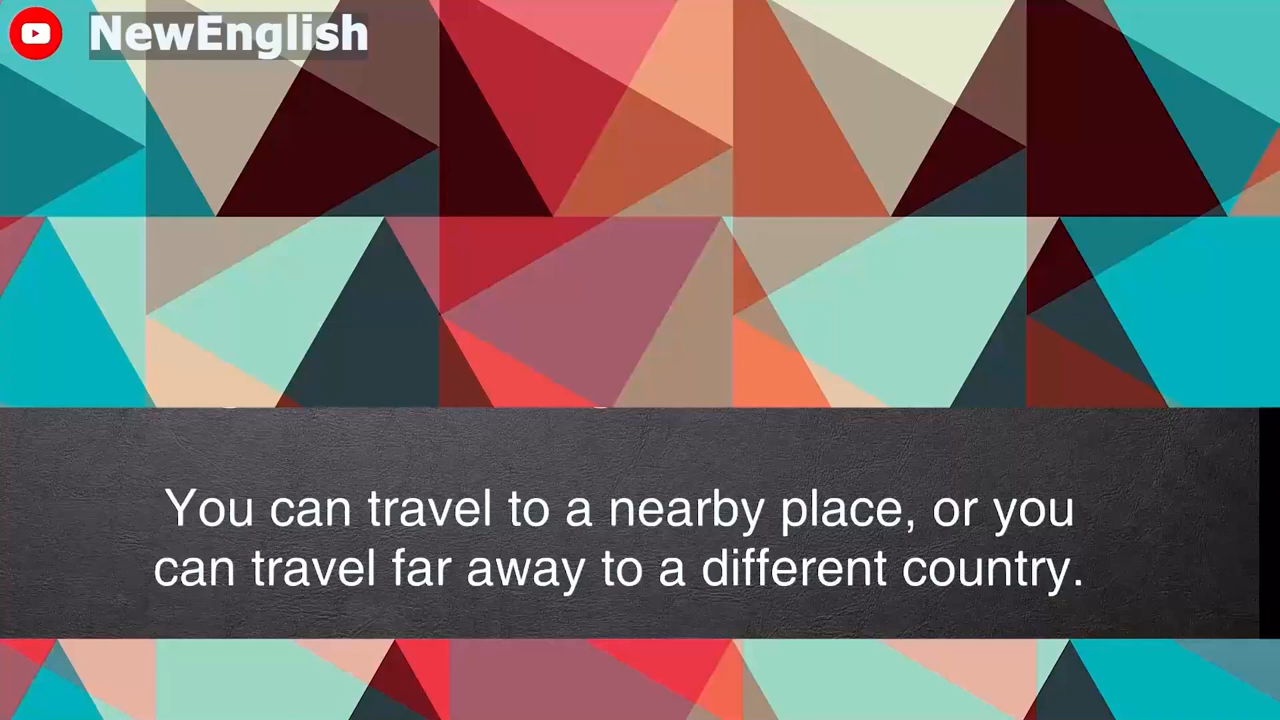 NewEnglish
You can travel to a nearby place, or you
can travel far away to a different country.